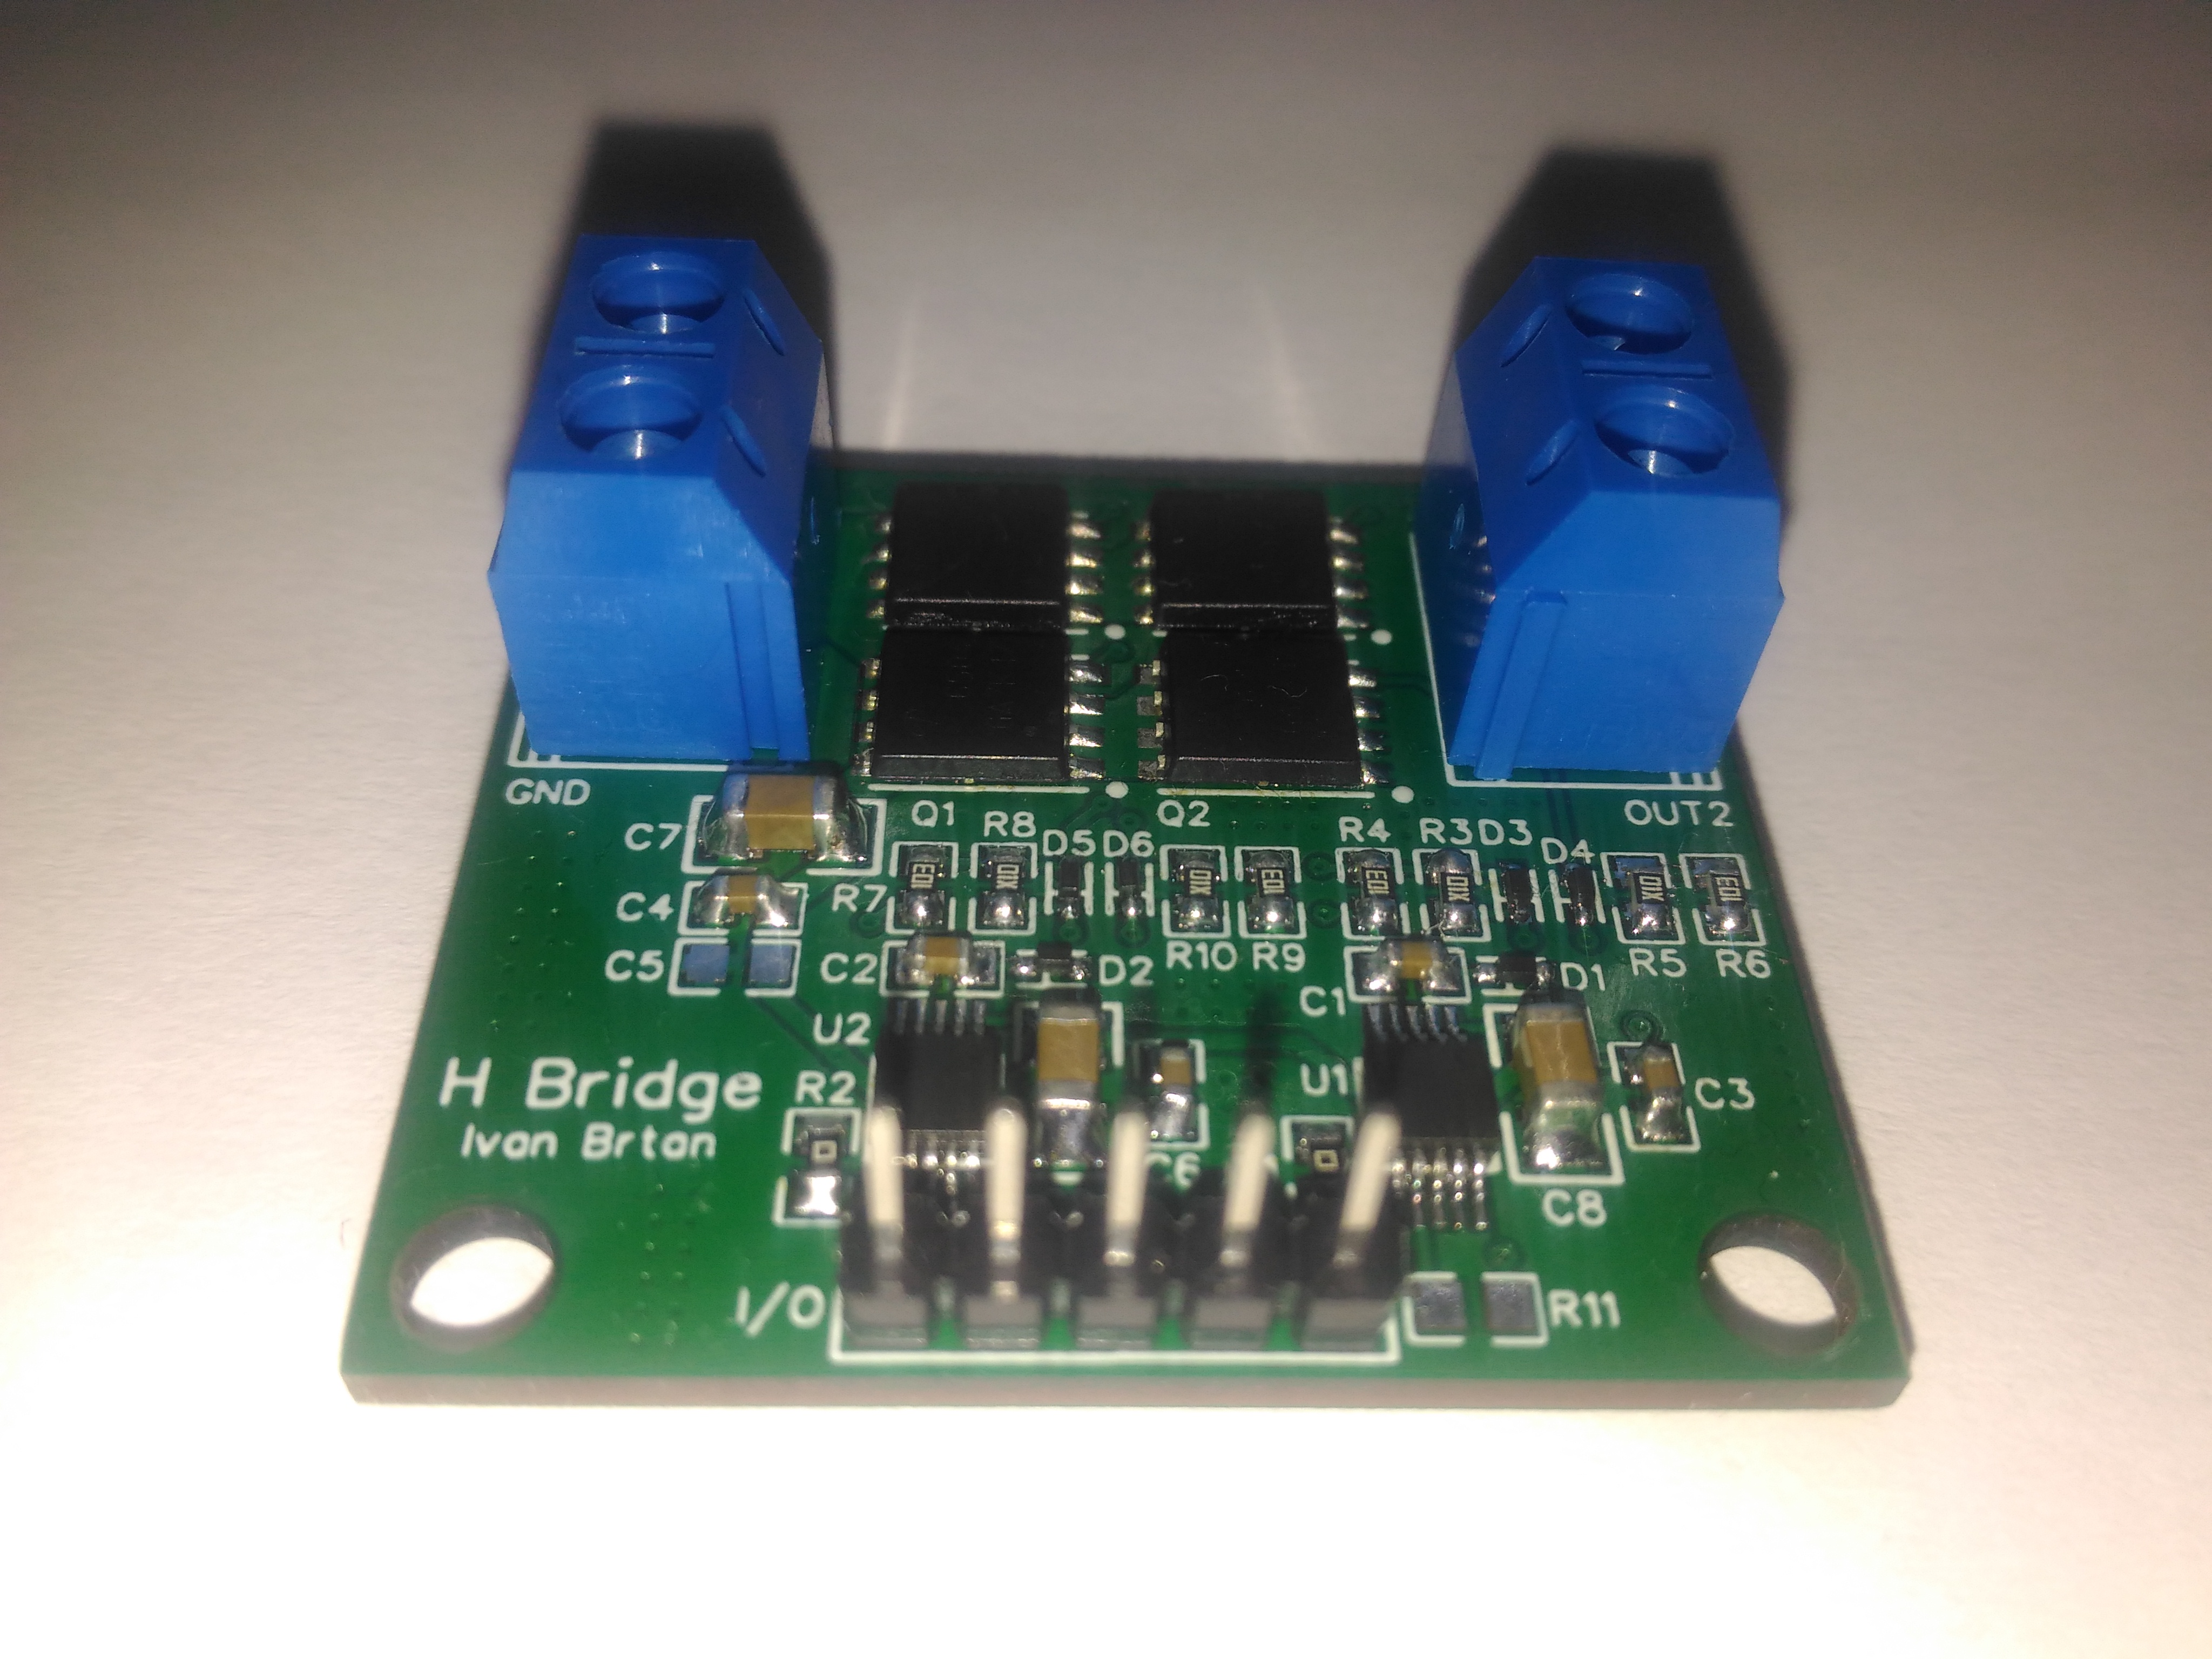 GND
OUT2
C7
Q1
R8
D5
D6
Q2
R4
R3
D3
D4
C4
R7
C5
C2
D2
R10
R9
C1
D1
R5
R6
U2
H Bridge
Ivan Brtan
R2
U1
C3
C6
C8
I/O
R11